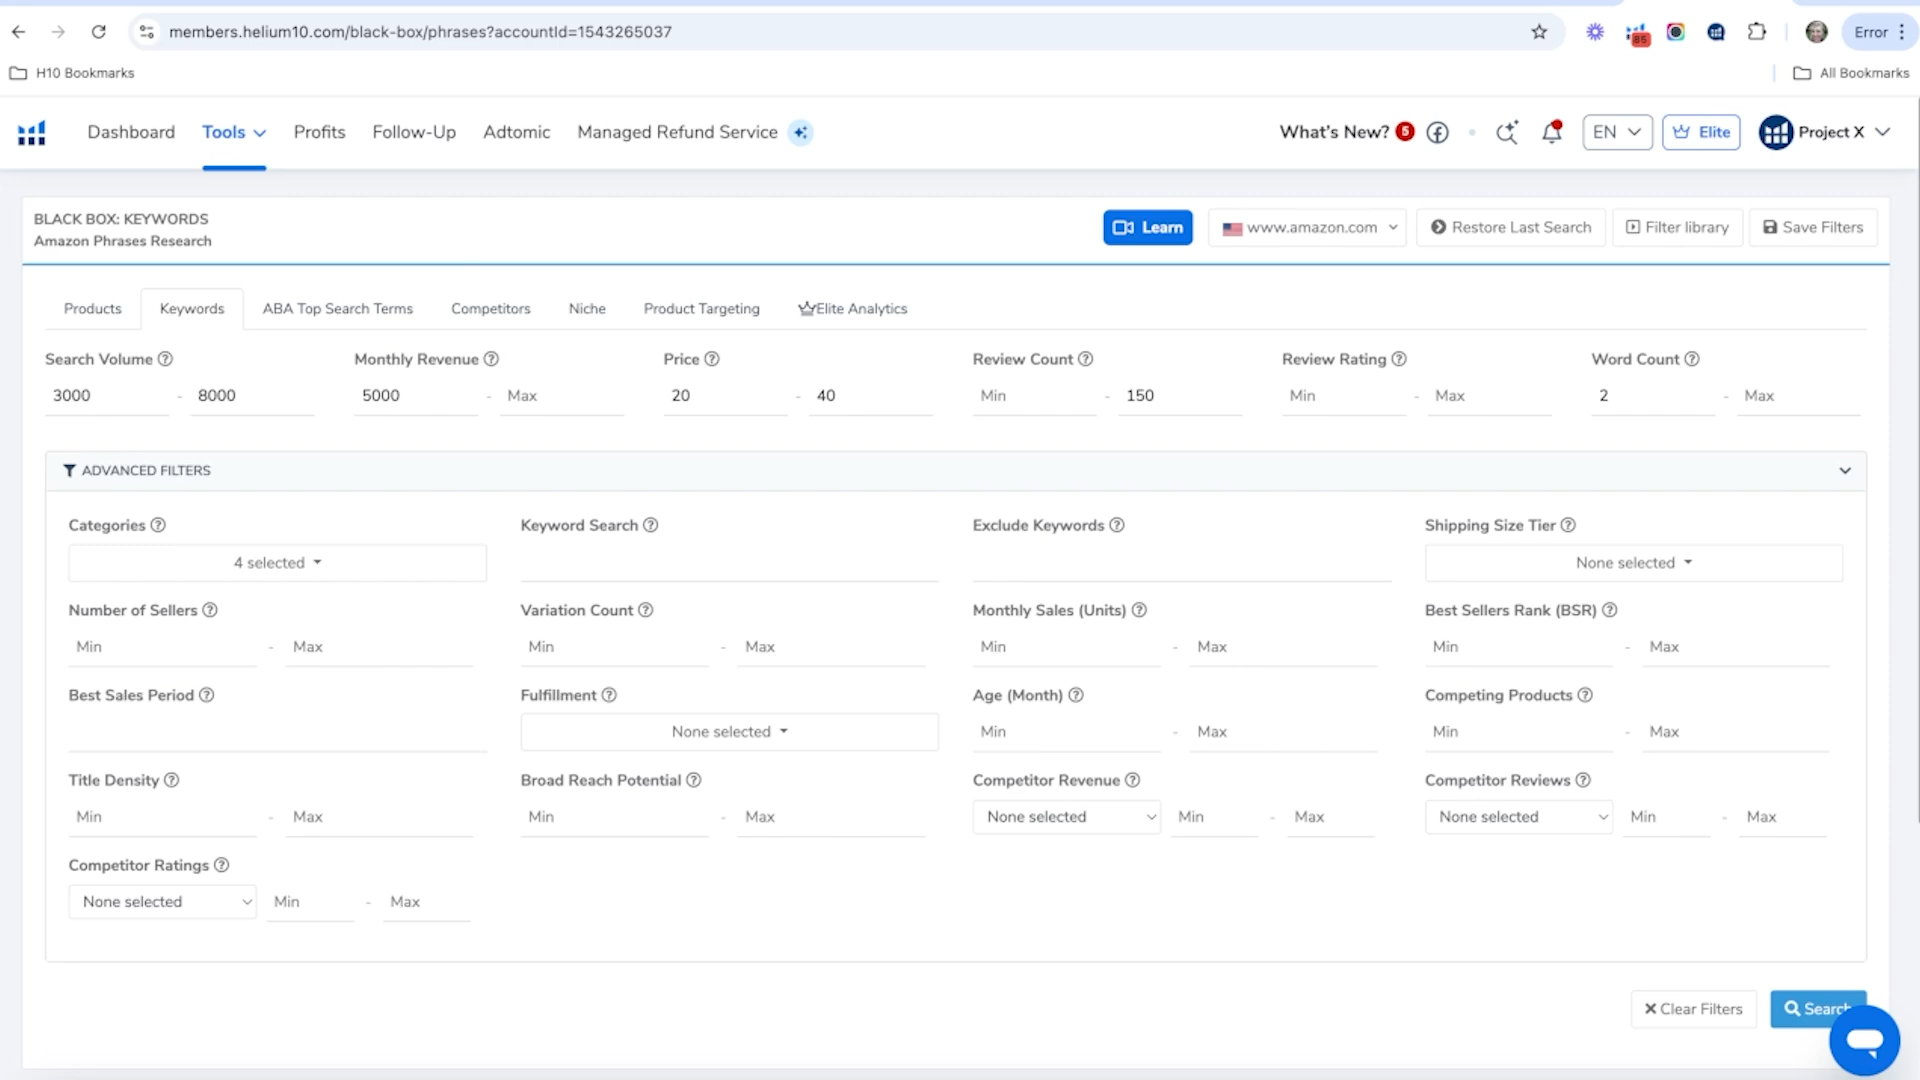 members.helium10.com/black-box/phrases?accountId=1543265037
85
Error
H10 Bookmarks
All Bookmarks
Dashboard Tools Profits Follow-Up Adtomic Managed Refund Service What's New? 5 EN Elite Project X
BLACK BOX: KEYWORDS
Amazon Phrases Research
Learn www.amazon.com Restore Last Search Filter library Save Filters
Products Keywords ABA Top Search Terms Competitors Niche Product Targeting Elite Analytics
Search Volume Monthly Revenue Price Review Count Review Rating Word Count
3000 - 8000 5000 - Max 20 - 40 Min - 150 Min - Max 2 - Max
ADVANCED FILTERS
Categories Keyword Search Exclude Keywords Shipping Size Tier
4 selected None selected
Number of Sellers Variation Count Monthly Sales (Units) Best Sellers Rank (BSR)
Min - Max Min - Max Min - Max Min - Max
Best Sales Period Fulfillment Age (Month) Competing Products
None selected Min - Max Min - Max
Title Density Broad Reach Potential Competitor Revenue Competitor Reviews
Min - Max Min - Max None selected Min - Max None selected Min - Max
Competitor Ratings
None selected Min - Max
Clear Filters Search